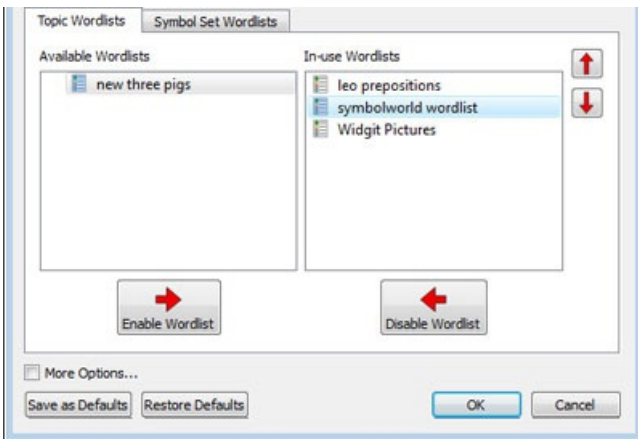 Topic Wordlists Symbol Set Wordlists
Available Wordlists In-use Wordlists
new three pigs leo prepositions
symbolworld wordlist
Widgit Pictures
Enable Wordlist Disable Wordlist
More Options...
Save as Defaults Restore Defaults OK Cancel